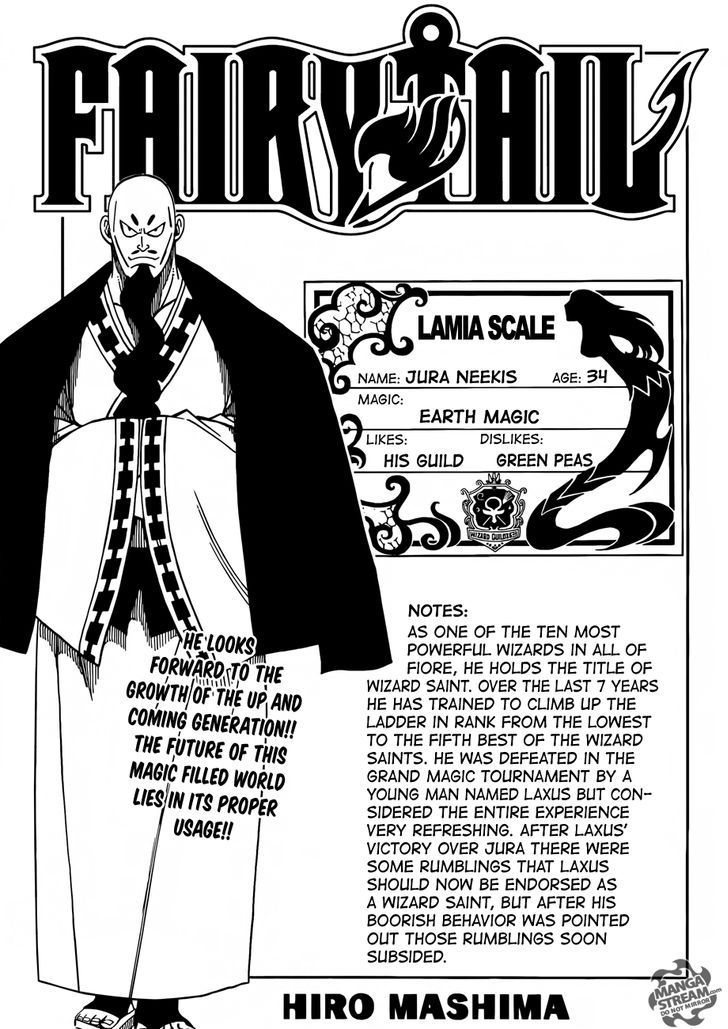 FAIRY TAIL
LAMIA SCALE
NAME: JURA NEEKIS AGE: 34
MAGIC:
EARTH MAGIC
LIKES: DISLIKES:
HIS GUILD GREEN PEAS
WIZARD GUILD
NOTES:
AS ONE OF THE TEN MOST
POWERFUL WIZARDS IN ALL OF
FIORE, HE HOLDS THE TITLE OF
WIZARD SAINT. OVER THE LAST 7 YEARS
HE HAS TRAINED TO CLIMB UP THE
LADDER IN RANK FROM THE LOWEST
TO THE FIFTH BEST OF THE WIZARD
SAINTS. HE WAS DEFEATED IN THE
GRAND MAGIC TOURNAMENT BY A
YOUNG MAN NAMED LAXUS BUT CON-
SIDERED THE ENTIRE EXPERIENCE
VERY REFRESHING. AFTER LAXUS'
VICTORY OVER JURA THERE WERE
SOME RUMBLINGS THAT LAXUS
SHOULD NOW BE ENDORSED AS
A WIZARD SAINT, BUT AFTER HIS
BOORISH BEHAVIOR WAS POINTED
OUT THOSE RUMBLINGS SOON
SUBSIDED.
HE LOOKS
FORWARD TO THE
GROWTH OF THE UP AND
COMING GENERATION!!
THE FUTURE OF THIS
MAGIC FILLED WORLD
LIES IN ITS PROPER
USAGE!!
HIRO MASHIMA
MANGA
STREAM.com
DO NOT MIRROR